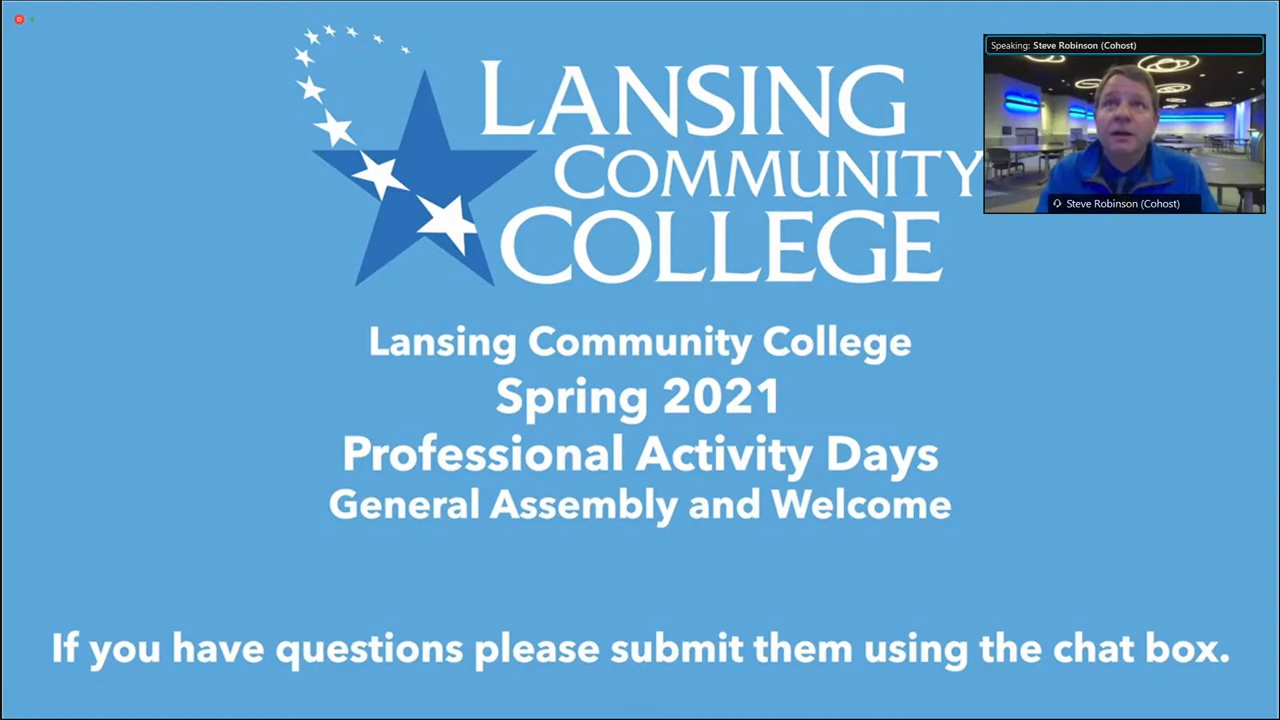 Speaking: Steve Robinson (Cohost)
LANSING
COMMUNITY
COLLEGE
Steve Robinson (Cohost)
Lansing Community College
Spring 2021
Professional Activity Days
General Assembly and Welcome
If you have questions please submit them using the chat box.